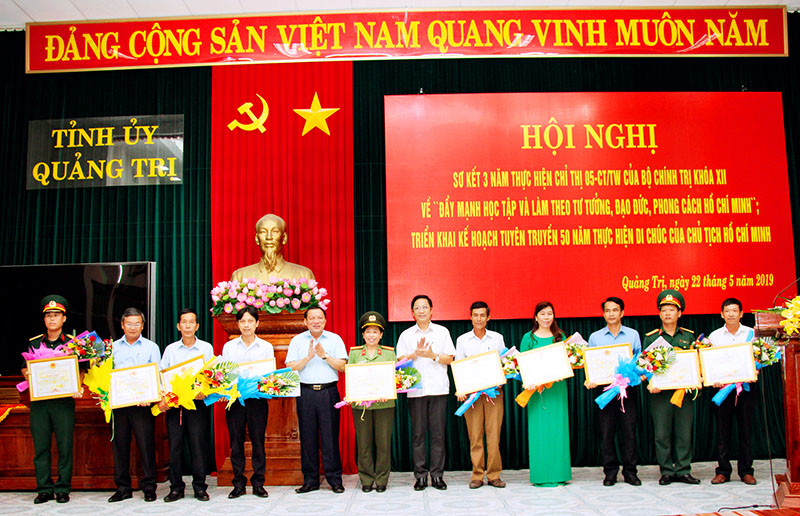 ĐẢNG CỘNG SẢN VIỆT NAM QUANG VINH MUÔN NĂM
TỈNH ỦY
QUẢNG TRỊ
HỘI NGHỊ
SƠ KẾT 3 NĂM THỰC HIỆN CHỈ THỊ 05-CT/TW CỦA BỘ CHÍNH TRỊ KHÓA XII
VỀ "ĐẨY MẠNH HỌC TẬP VÀ LÀM THEO TƯ TƯỞNG, ĐẠO ĐỨC, PHONG CÁCH HỒ CHÍ MINH";
TRIỂN KHAI KẾ HOẠCH TUYÊN TRUYỀN 50 NĂM THỰC HIỆN DI CHÚC CỦA CHỦ TỊCH HỒ CHÍ MINH
Quảng Trị, ngày 22 tháng 5 năm 2019